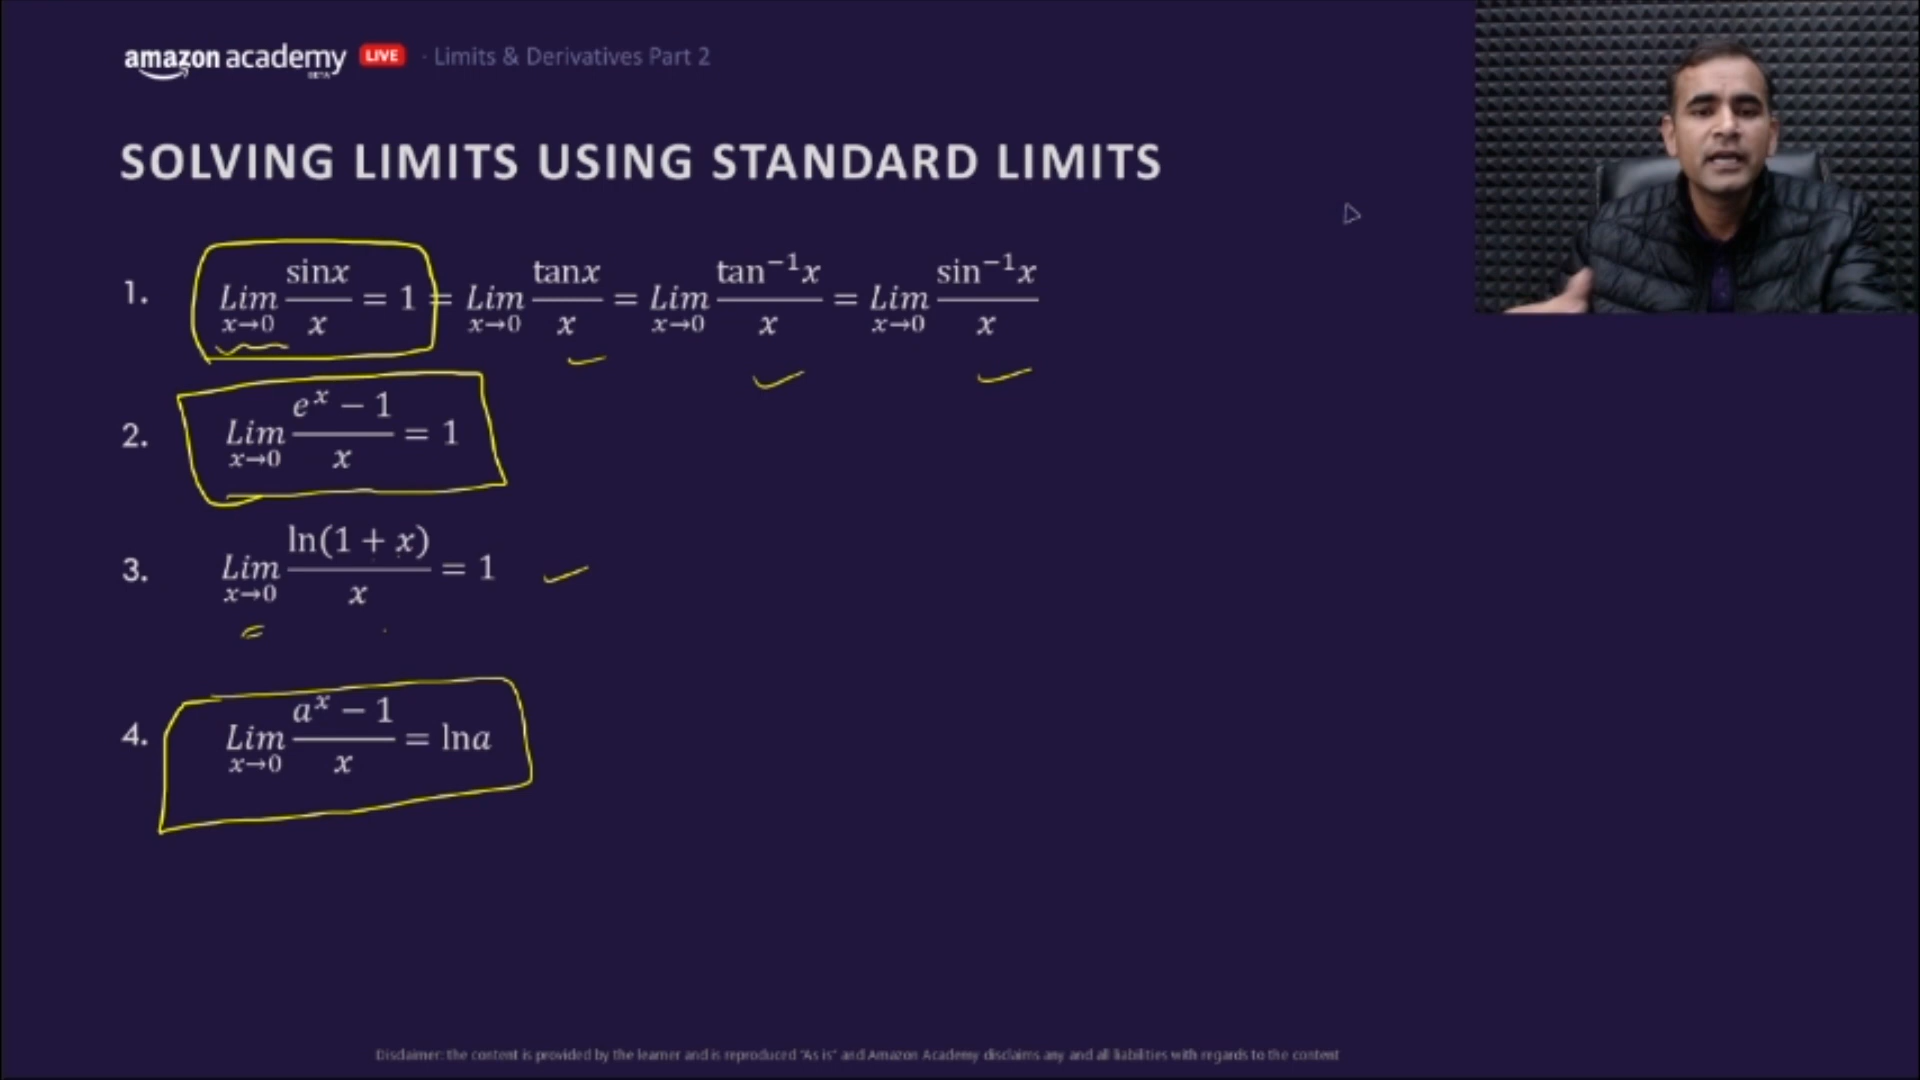 amazon academy LIVE · Limits & Derivatives Part 2
BETA
SOLVING LIMITS USING STANDARD LIMITS
1. Lim x→0 sinx/x = 1 = Lim x→0 tanx/x = Lim x→0 tan⁻¹x/x = Lim x→0 sin⁻¹x/x
2. Lim x→0 eˣ − 1/x = 1
3. Lim x→0 ln(1 + x)/x = 1
4. Lim x→0 aˣ − 1/x = lna
Disclaimer: the content is provided by the learner and is reproduced "As is" and Amazon Academy disclaims any and all liabilities with regards to the content